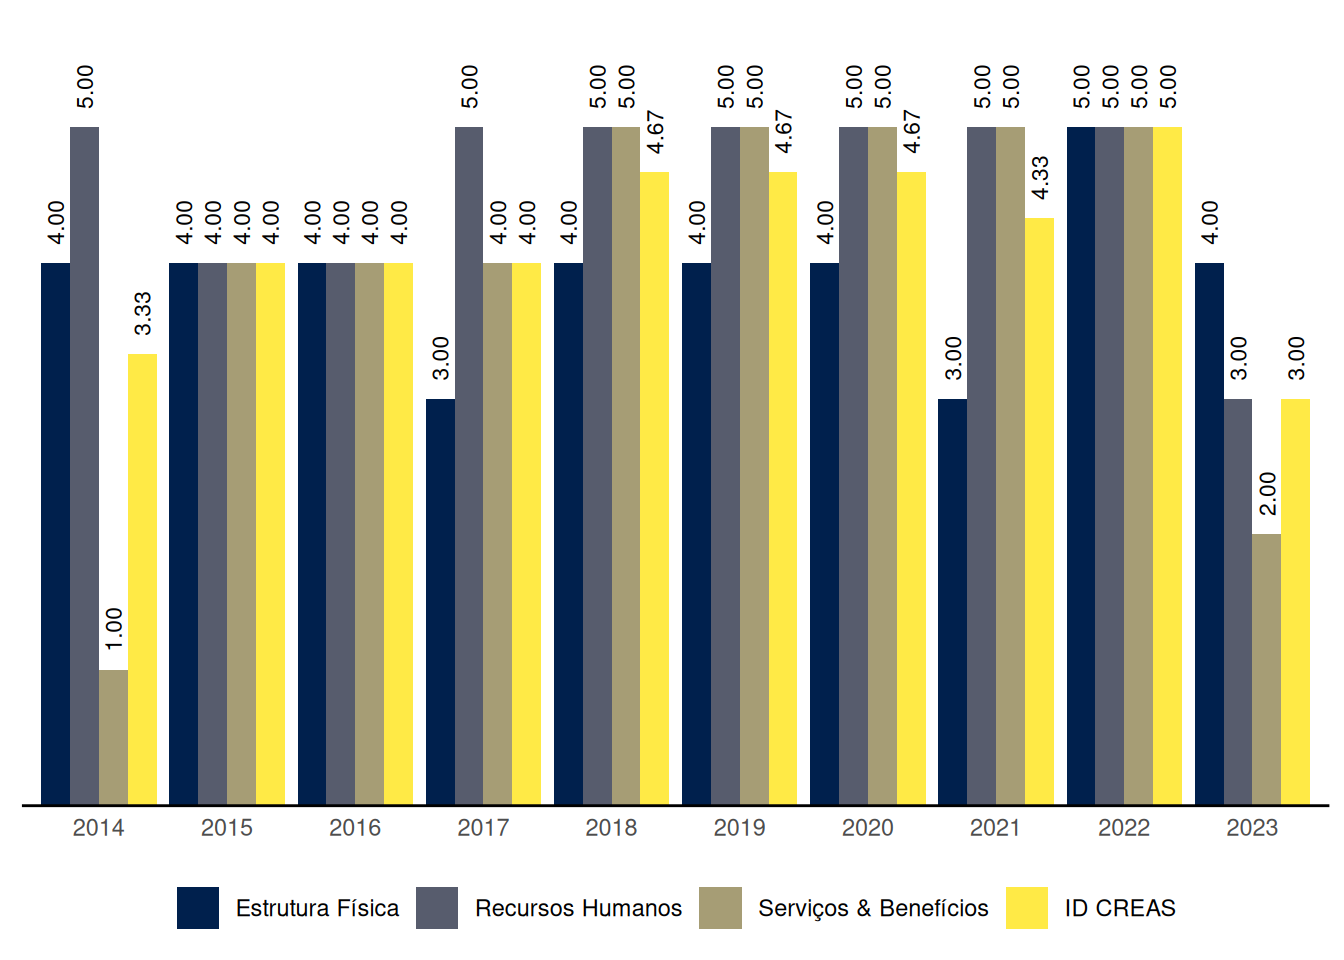 4.00 5.00 1.00 3.33
4.00 4.00 4.00 4.00
4.00 4.00 4.00 4.00
3.00 5.00 4.00 4.00
4.00 5.00 5.00 4.67
4.00 5.00 5.00 4.67
4.00 5.00 5.00 4.67
3.00 5.00 5.00 4.33
5.00 5.00 5.00 5.00
4.00 3.00 2.00 3.00
2014 2015 2016 2017 2018 2019 2020 2021 2022 2023
Estrutura Física Recursos Humanos Serviços & Benefícios ID CREAS